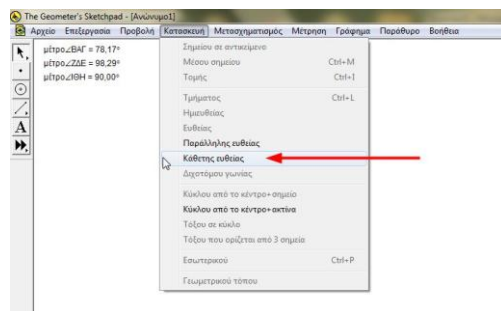 The Geometer's Sketchpad - [Ανώνυμο1]
Αρχείο Επεξεργασία Προβολή Κατασκευή Μετασχηματισμός Μέτρηση Γράφημα Παράθυρο Βοήθεια
μέτρο∠ΒΑΓ = 78,17°
μέτρο∠ΖΔΕ = 98,29°
μέτρο∠ΙΘΗ = 90,00°
Σημείου σε αντικείμενο
Μέσου σημείου Ctrl+M
Τομής Ctrl+I
Τμήματος Ctrl+L
Ημιευθείας
Ευθείας
Παράλληλης ευθείας
Κάθετης ευθείας
Διχοτόμου γωνίας
Κύκλου από το κέντρο+σημείο
Κύκλου από το κέντρο+ακτίνα
Τόξου σε κύκλο
Τόξου που ορίζεται από 3 σημεία
Εσωτερικού Ctrl+P
Γεωμετρικού τόπου
A